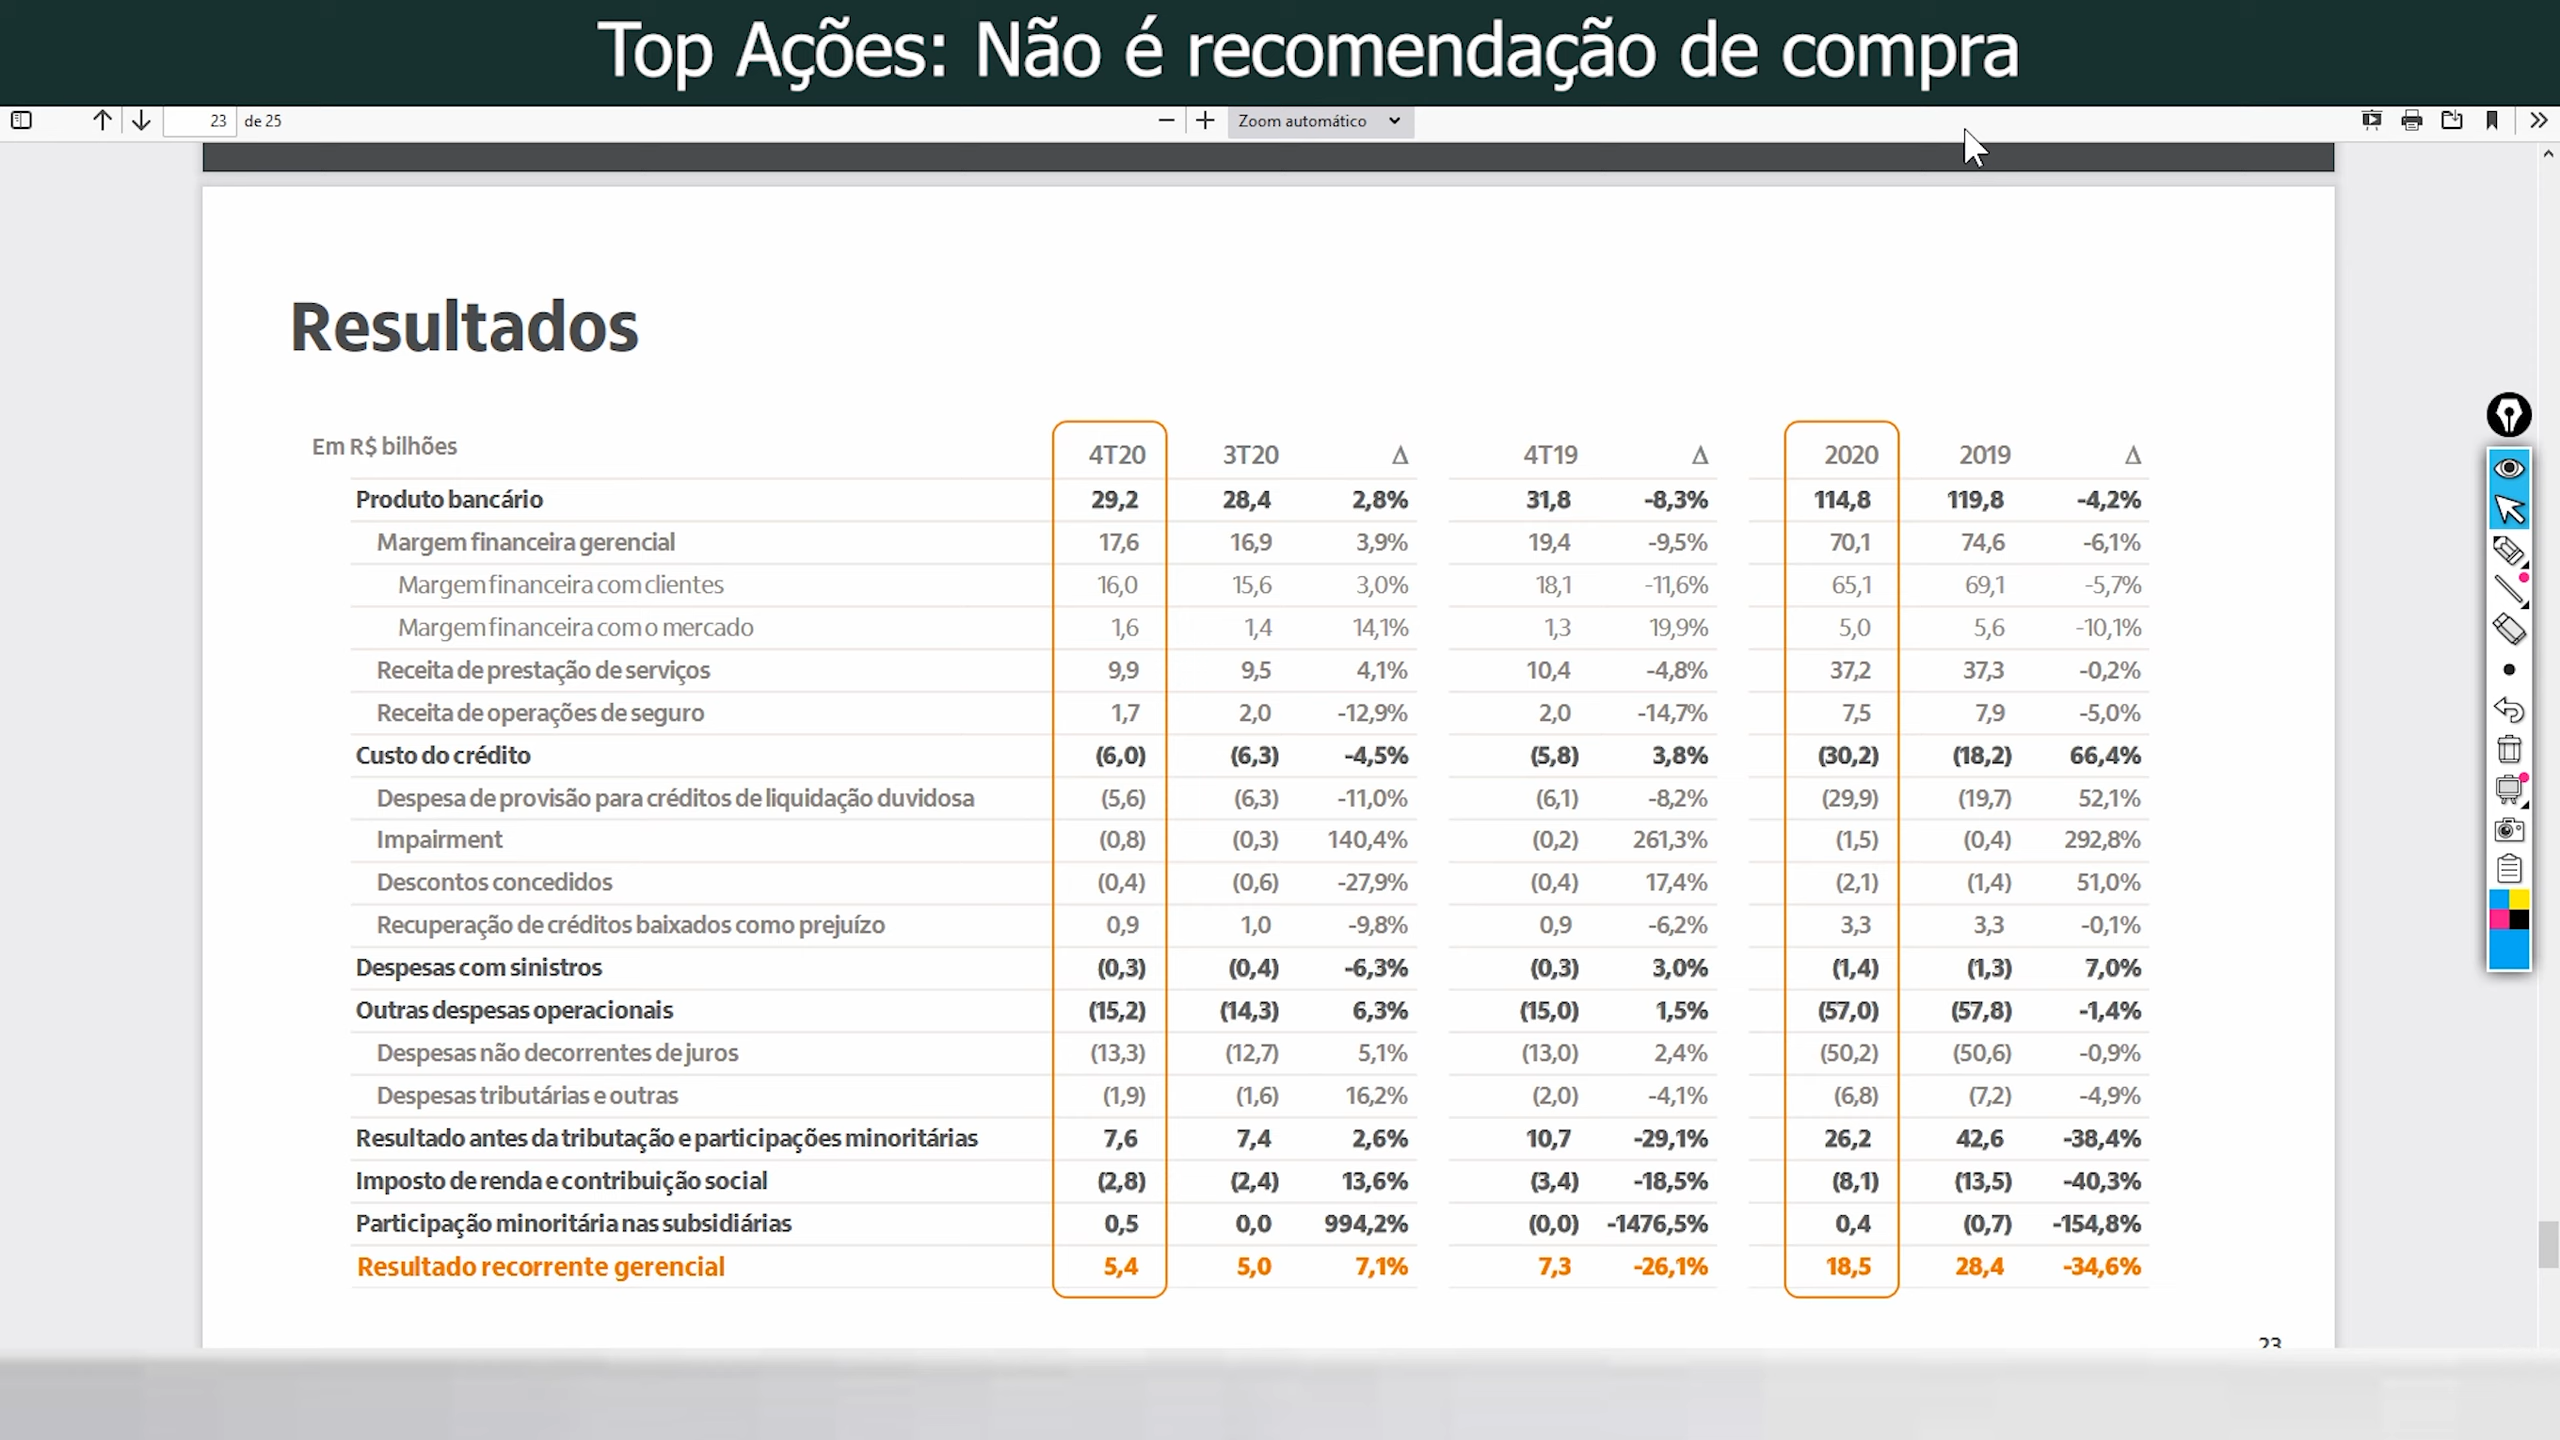 Top Ações: Não é recomendação de compra
23 de 25 Zoom automático
Resultados
Em R$ bilhões 4T20 3T20 Δ 4T19 Δ 2020 2019 Δ
Produto bancário 29,2 28,4 2,8% 31,8 -8,3% 114,8 119,8 -4,2%
Margem financeira gerencial 17,6 16,9 3,9% 19,4 -9,5% 70,1 74,6 -6,1%
Margem financeira com clientes 16,0 15,6 3,0% 18,1 -11,6% 65,1 69,1 -5,7%
Margem financeira com o mercado 1,6 1,4 14,1% 1,3 19,9% 5,0 5,6 -10,1%
Receita de prestação de serviços 9,9 9,5 4,1% 10,4 -4,8% 37,2 37,3 -0,2%
Receita de operações de seguro 1,7 2,0 -12,9% 2,0 -14,7% 7,5 7,9 -5,0%
Custo do crédito (6,0) (6,3) -4,5% (5,8) 3,8% (30,2) (18,2) 66,4%
Despesa de provisão para créditos de liquidação duvidosa (5,6) (6,3) -11,0% (6,1) -8,2% (29,9) (19,7) 52,1%
Impairment (0,8) (0,3) 140,4% (0,2) 261,3% (1,5) (0,4) 292,8%
Descontos concedidos (0,4) (0,6) -27,9% (0,4) 17,4% (2,1) (1,4) 51,0%
Recuperação de créditos baixados como prejuízo 0,9 1,0 -9,8% 0,9 -6,2% 3,3 3,3 -0,1%
Despesas com sinistros (0,3) (0,4) -6,3% (0,3) 3,0% (1,4) (1,3) 7,0%
Outras despesas operacionais (15,2) (14,3) 6,3% (15,0) 1,5% (57,0) (57,8) -1,4%
Despesas não decorrentes de juros (13,3) (12,7) 5,1% (13,0) 2,4% (50,2) (50,6) -0,9%
Despesas tributárias e outras (1,9) (1,6) 16,2% (2,0) -4,1% (6,8) (7,2) -4,9%
Resultado antes da tributação e participações minoritárias 7,6 7,4 2,6% 10,7 -29,1% 26,2 42,6 -38,4%
Imposto de renda e contribuição social (2,8) (2,4) 13,6% (3,4) -18,5% (8,1) (13,5) -40,3%
Participação minoritária nas subsidiárias 0,5 0,0 994,2% (0,0) -1476,5% 0,4 (0,7) -154,8%
Resultado recorrente gerencial 5,4 5,0 7,1% 7,3 -26,1% 18,5 28,4 -34,6%
23